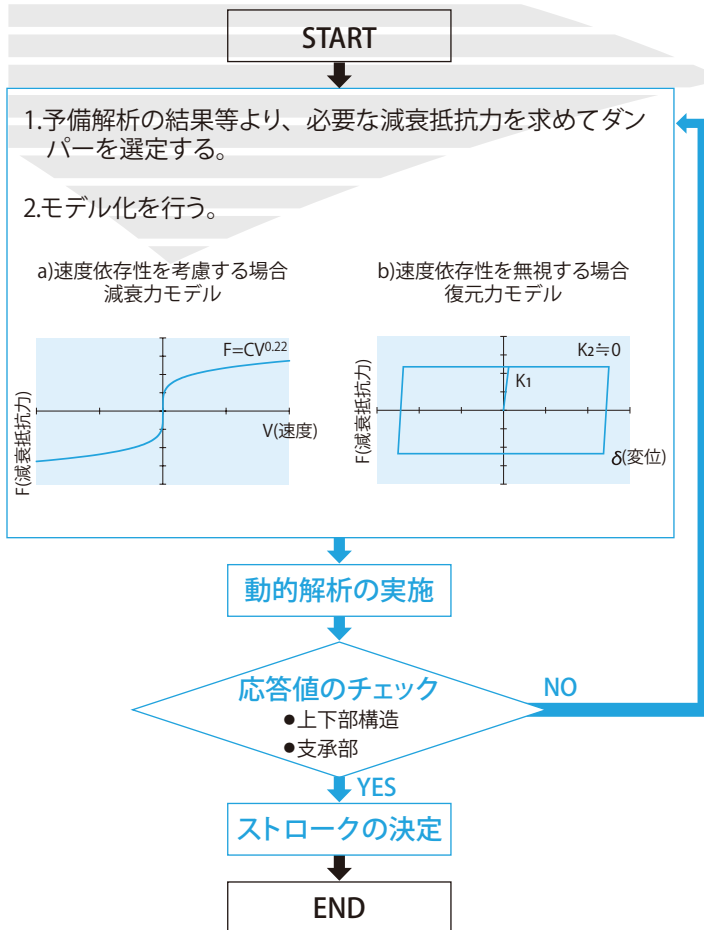 START
1.予備解析の結果等より、必要な減衰抵抗力を求めてダン
パーを選定する。
2.モデル化を行う。
a)速度依存性を考慮する場合
減衰力モデル
F=CV0.22
F(減衰抵抗力)
V(速度)
b)速度依存性を無視する場合
復元力モデル
K2≒0
K1
F(減衰抵抗力)
δ(変位)
動的解析の実施
応答値のチェック
●上下部構造
●支承部
NO
YES
ストロークの決定
END